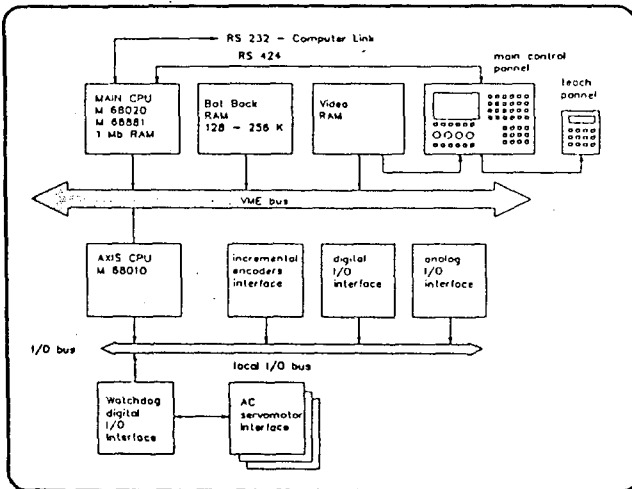 RS 232 - Computer Link
RS 424
main control
pannel
teach
pannel
MAIN CPU
M 68020
M 68881
1 Mb RAM
Bat Back
RAM
128 - 256 K
Video
RAM
VME bus
AXIS CPU
M 68010
incremental
encoders
interface
digital
I/O
interface
analog
I/O
interface
I/O bus
local I/O bus
Watchdog
digital
I/O
Interface
AC
servomotor
Interface